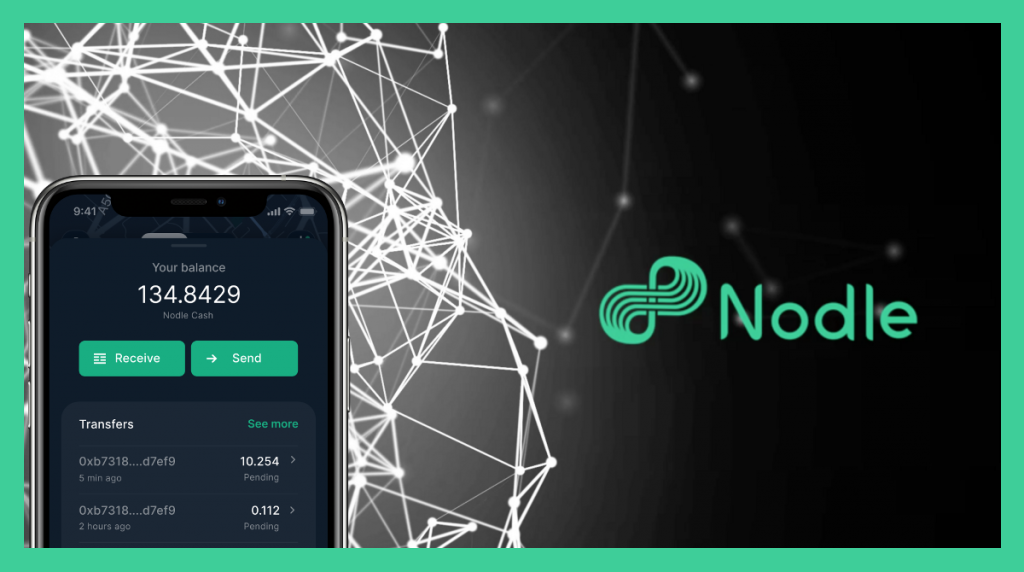 9:41
Your balance
134.8429
Nodle Cash
Receive
Send
Transfers
See more
0xb7318....d7ef9
10.254
5 min ago
Pending
0xb7318....d7ef9
0.112
2 hours ago
Pending
Nodle